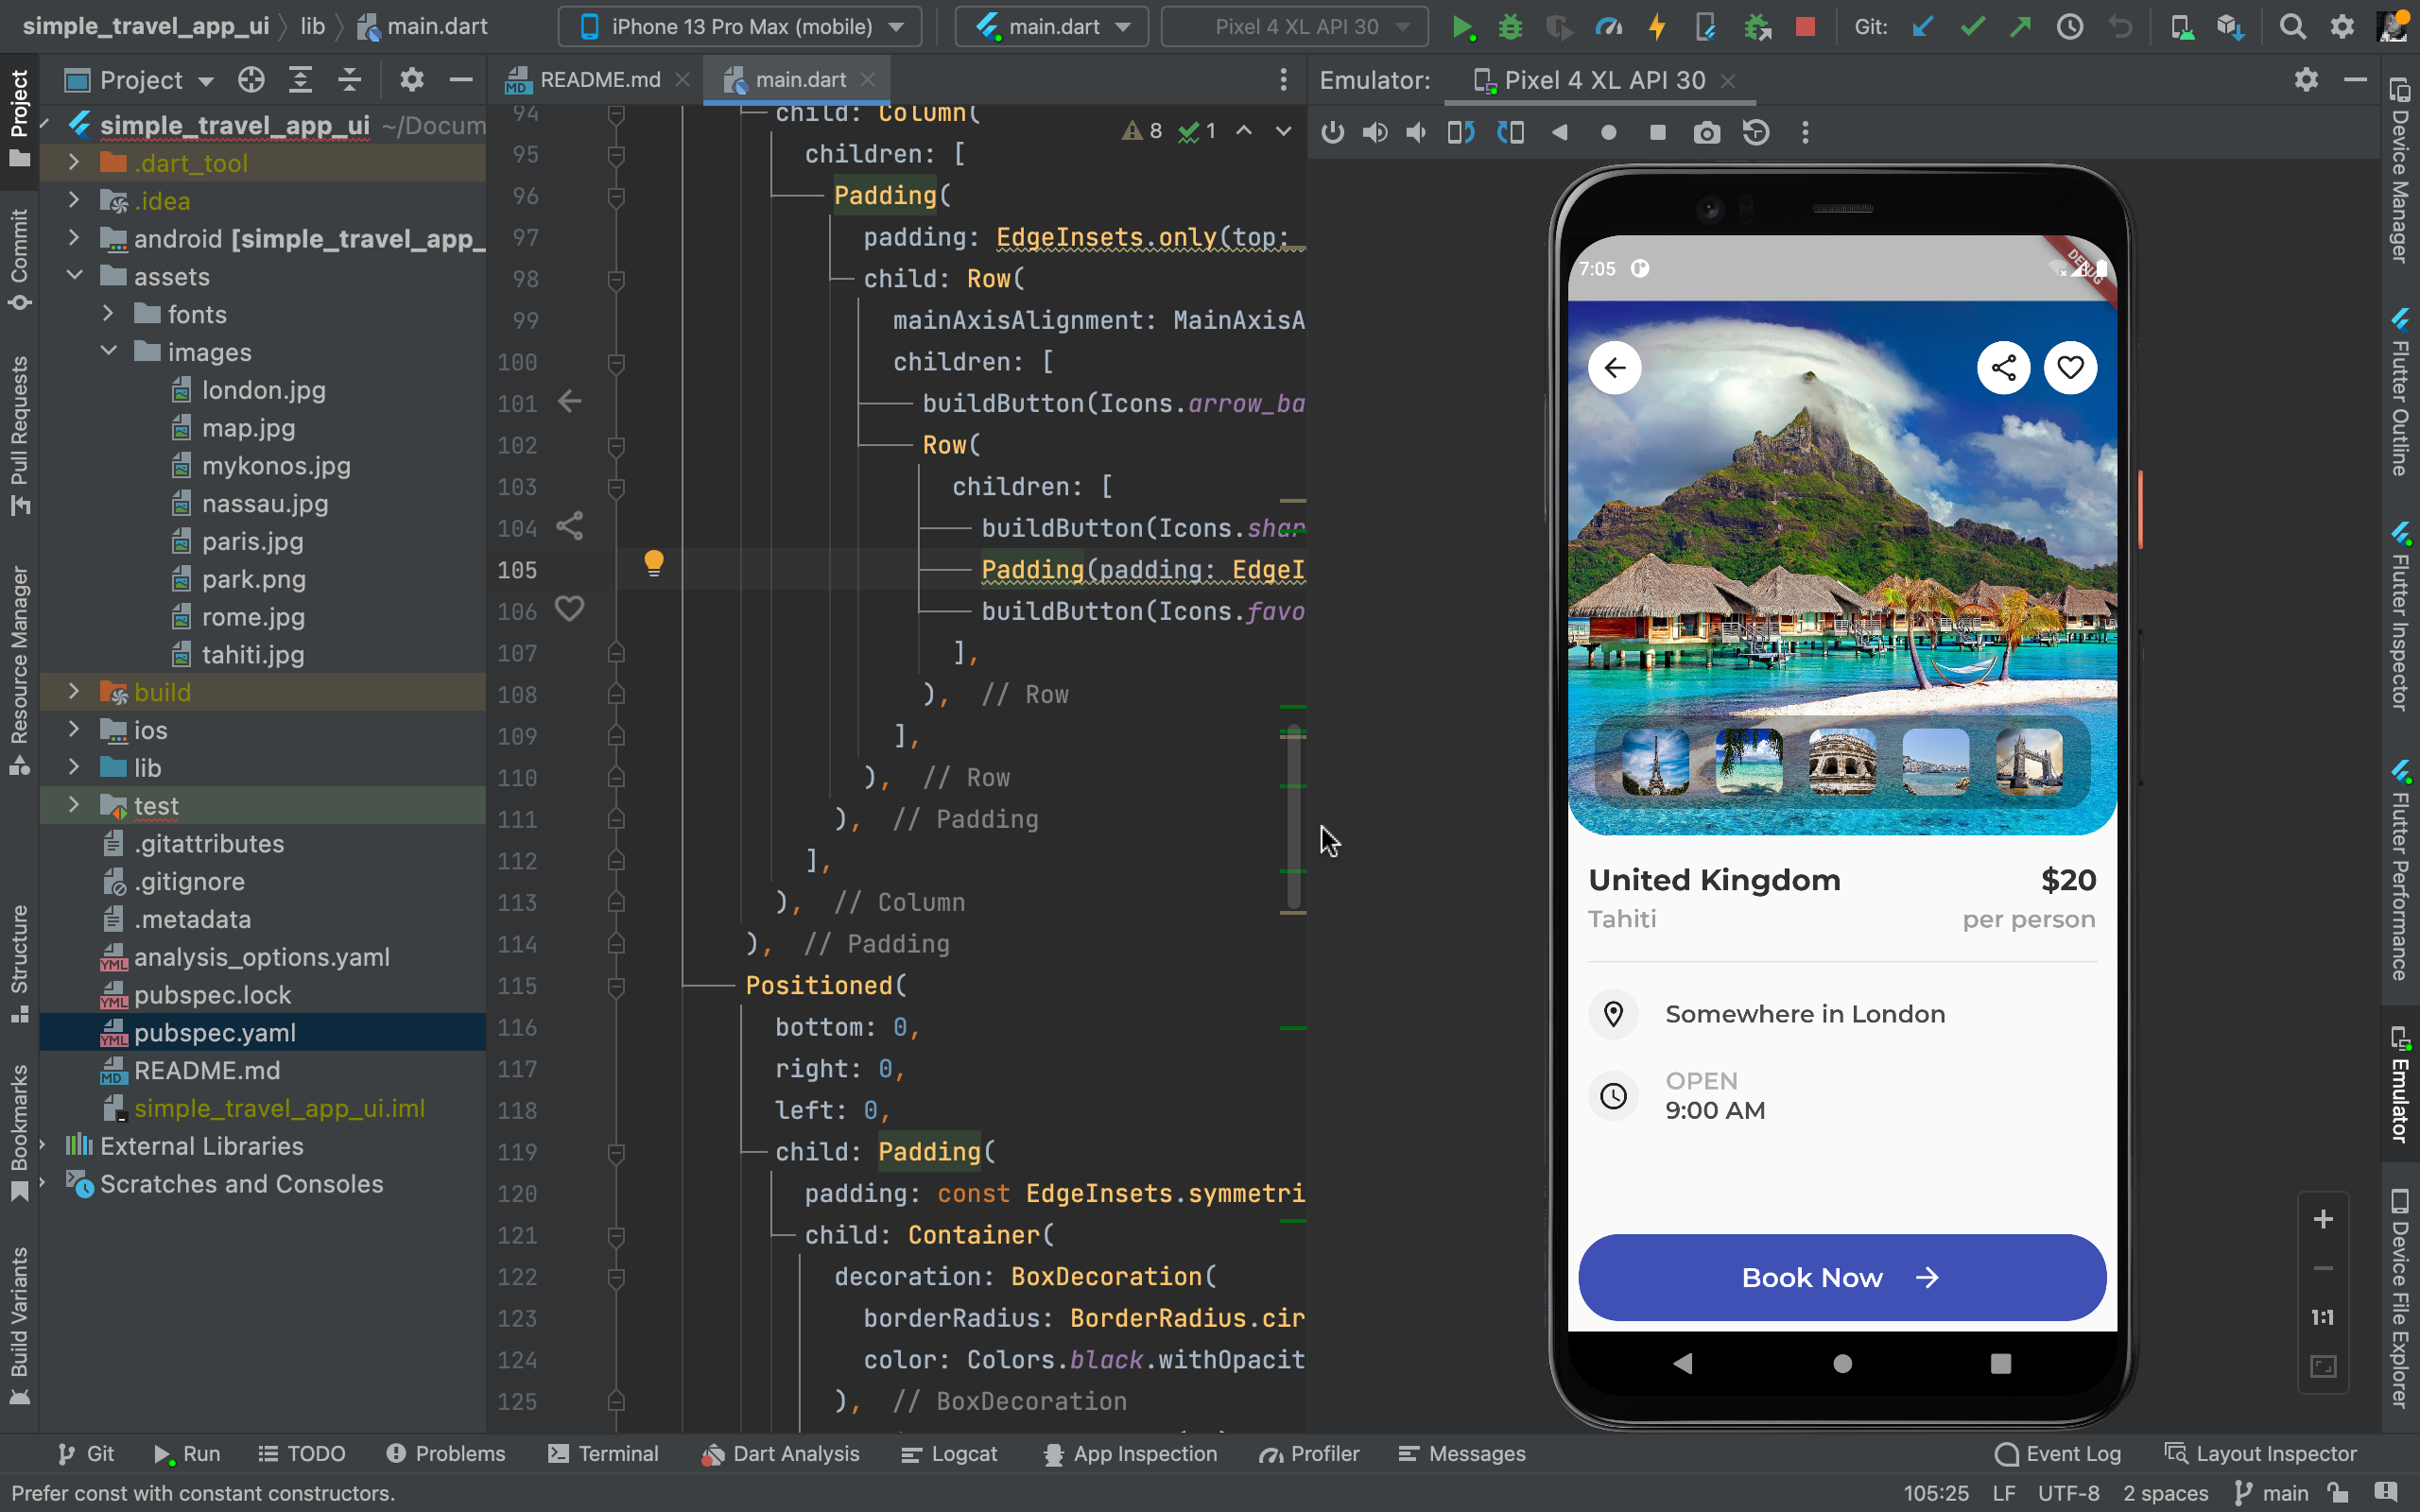 simple_travel_app_ui lib main.dart iPhone 13 Pro Max (mobile) main.dart Pixel 4 XL API 30 Git:
Project
README.md main.dart
Emulator: Pixel 4 XL API 30
Project
Commit
Pull Requests
Resource Manager
Structure
Bookmarks
Build Variants
simple_travel_app_ui ~/Docum
.dart_tool
.idea
android [simple_travel_app_
assets
fonts
images
london.jpg
map.jpg
mykonos.jpg
nassau.jpg
paris.jpg
park.png
rome.jpg
tahiti.jpg
build
ios
lib
test
.gitattributes
.gitignore
.metadata
analysis_options.yaml
pubspec.lock
pubspec.yaml
README.md
simple_travel_app_ui.iml
External Libraries
Scratches and Consoles
8 1
94 child: Column(
95 children: [
96 Padding(
97 padding: EdgeInsets.only(top:
98 child: Row(
99 mainAxisAlignment: MainAxisA
100 children: [
101 buildButton(Icons.arrow_ba
102 Row(
103 children: [
104 buildButton(Icons.shar
105 Padding(padding: EdgeI
106 buildButton(Icons.favo
107 ],
108 ), // Row
109 ],
110 ), // Row
111 ), // Padding
112 ],
113 ), // Column
114 ), // Padding
115 Positioned(
116 bottom: 0,
117 right: 0,
118 left: 0,
119 child: Padding(
120 padding: const EdgeInsets.symmetri
121 child: Container(
122 decoration: BoxDecoration(
123 borderRadius: BorderRadius.cir
124 color: Colors.black.withOpacit
125 ), // BoxDecoration
7:05
DEBUG
United Kingdom $20
Tahiti per person
Somewhere in London
OPEN
9:00 AM
Book Now
1:1
Device Manager
Flutter Outline
Flutter Inspector
Flutter Performance
Emulator
Device File Explorer
Git Run TODO Problems Terminal Dart Analysis Logcat App Inspection Profiler Messages Event Log Layout Inspector
Prefer const with constant constructors. 105:25 LF UTF-8 2 spaces main